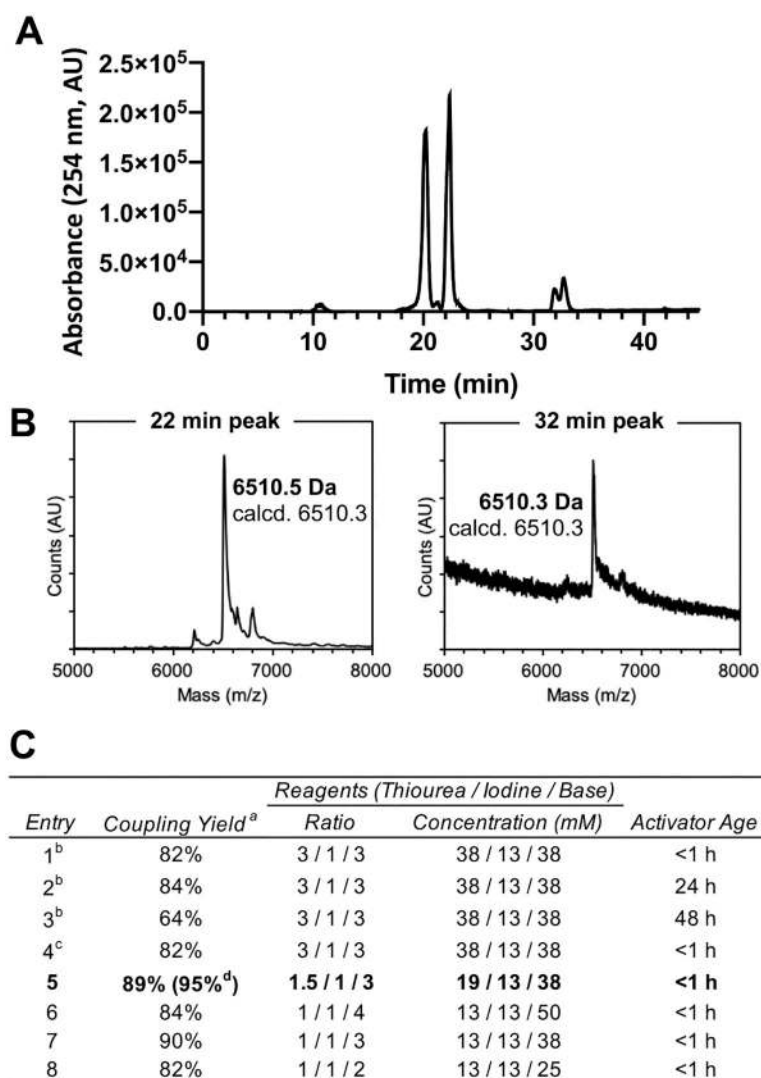 A
Absorbance (254 nm, AU)
2.5×10⁵
2.0×10⁵
1.5×10⁵
1.0×10⁵
5.0×10⁴
0.0
0 20 40
Time (min)
B
22 min peak
6510.5 Da
calcd. 6510.3
Counts (AU)
5000 6000 7000 8000
Mass (m/z)
32 min peak
6510.3 Da
calcd. 6510.3
Counts (AU)
5000 6000 7000 8000
Mass (m/z)
C
Reagents (Thiourea / Iodine / Base)
Entry Coupling Yield ᵃ Ratio Concentration (mM) Activator Age
1ᵇ 82% 3 / 1 / 3 38 / 13 / 38 <1 h
2ᵇ 84% 3 / 1 / 3 38 / 13 / 38 24 h
3ᵇ 64% 3 / 1 / 3 38 / 13 / 38 48 h
4ᶜ 82% 3 / 1 / 3 38 / 13 / 38 <1 h
5 89% (95%ᵈ) 1.5 / 1 / 3 19 / 13 / 38 <1 h
6 84% 1 / 1 / 4 13 / 13 / 50 <1 h
7 90% 1 / 1 / 3 13 / 13 / 38 <1 h
8 82% 1 / 1 / 2 13 / 13 / 25 <1 h